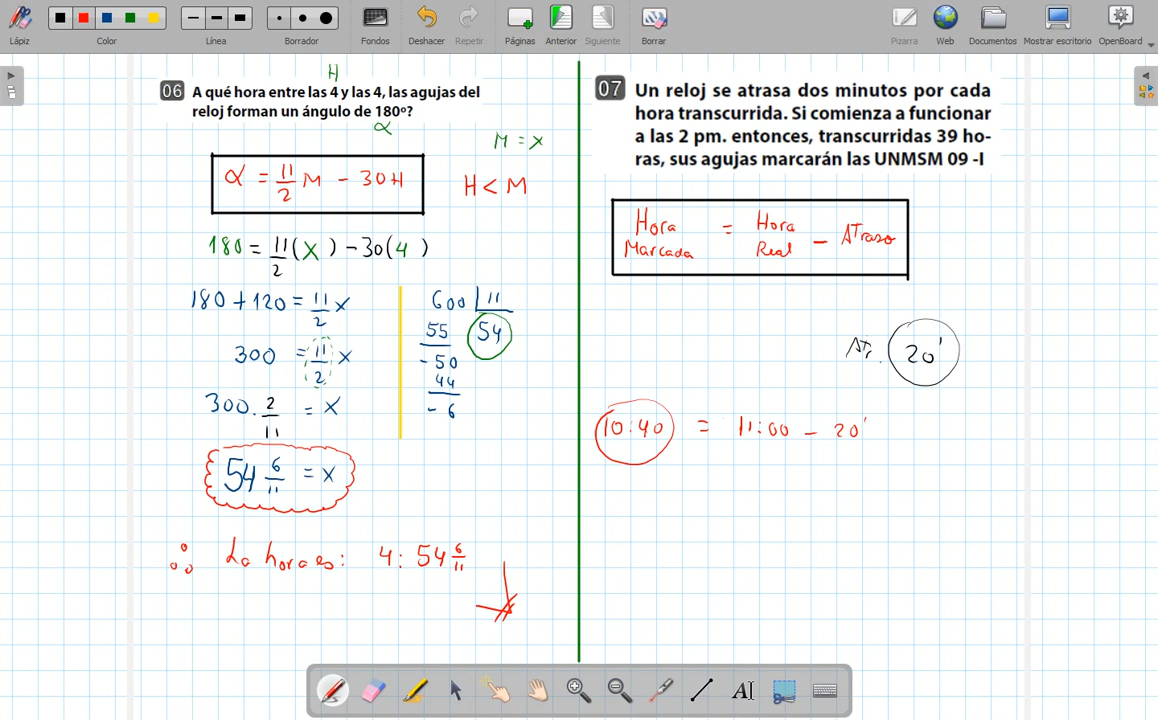 Lápiz Color Línea Borrador Fondos Deshacer Repetir Páginas Anterior Siguiente Borrar Pizarra Web Documentos Mostrar escritorio OpenBoard
H
06 A qué hora entre las 4 y las 4, las agujas del
reloj forman un ángulo de 180º?
α
M = x
α = 11/2 M - 30H
H < M
180 = 11/2 (x) - 30(4)
180 + 120 = 11/2 x
300 = 11/2 x
300 . 2/11 = x
54 6/11 = x
600 11
55 54
- 50
44
- 6
∴ La hora es: 4: 54 6/11
07 Un reloj se atrasa dos minutos por cada
hora transcurrida. Si comienza a funcionar
a las 2 pm. entonces, transcurridas 39 ho-
ras, sus agujas marcarán las UNMSM 09 -I
Hora Marcada = Hora Real - Atraso
Atr. 20'
10:40 = 11:00 - 20'
AI